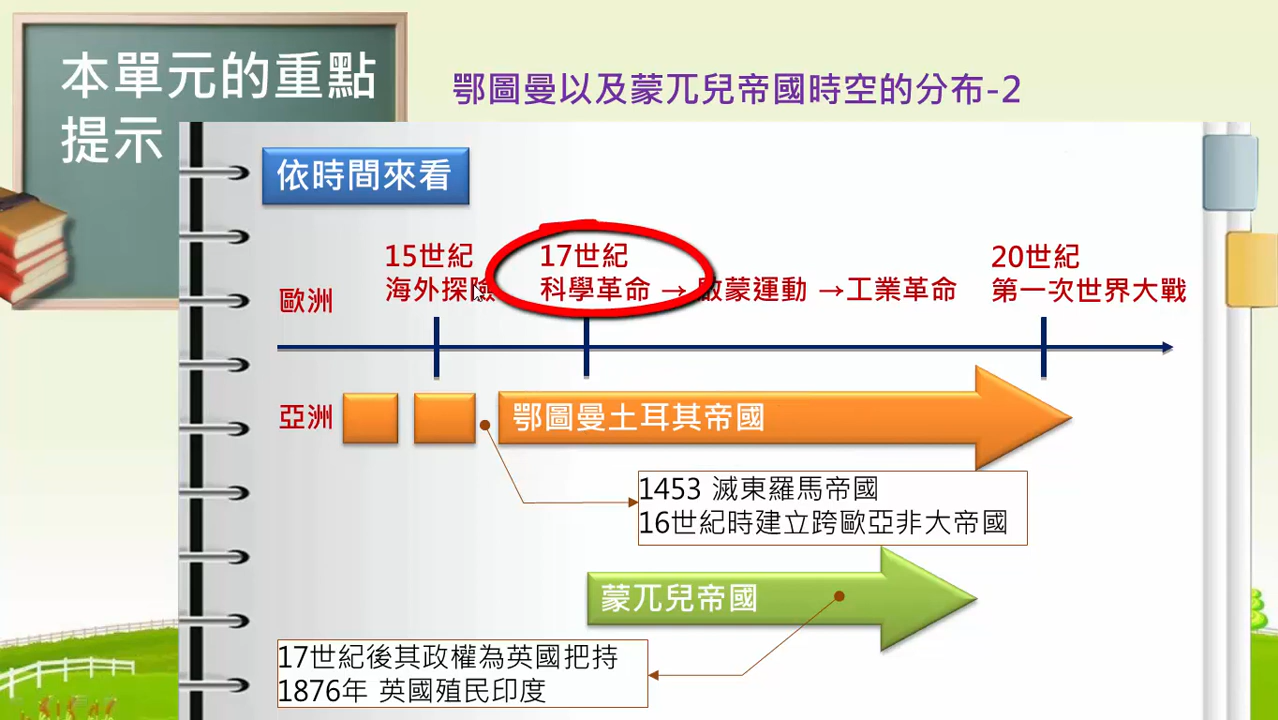 本單元的重點
提示
鄂圖曼以及蒙兀兒帝國時空的分布-2
依時間來看
15世紀
海外探險
17世紀
科學革命 → 啟蒙運動 →工業革命
20世紀
第一次世界大戰
歐洲
亞洲
鄂圖曼土耳其帝國
1453 滅東羅馬帝國
16世紀時建立跨歐亞非大帝國
蒙兀兒帝國
17世紀後其政權為英國把持
1876年 英國殖民印度